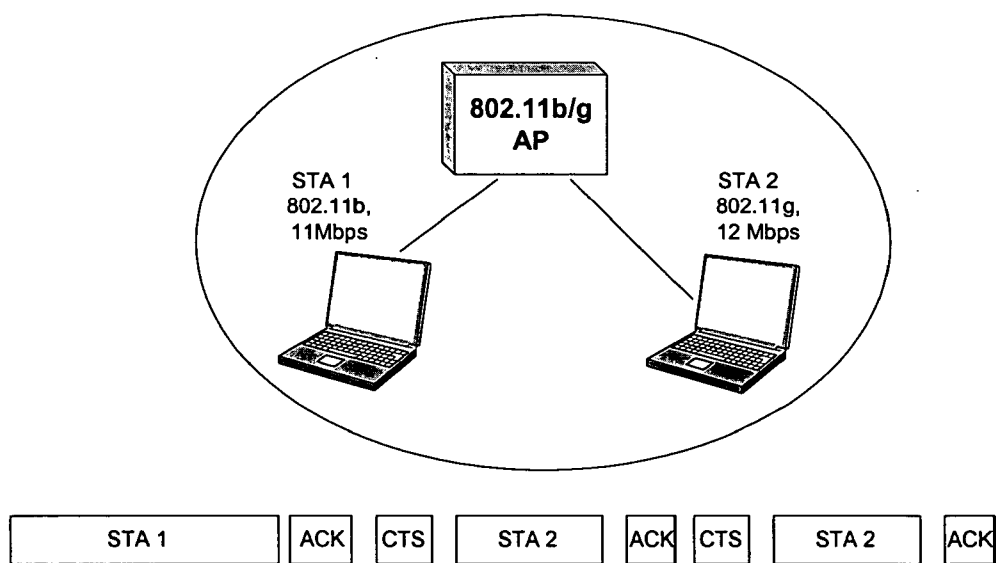 802.11b/g
AP
STA 1
802.11b,
11Mbps
STA 2
802.11g,
12 Mbps
STA 1 ACK CTS STA 2 ACK CTS STA 2 ACK